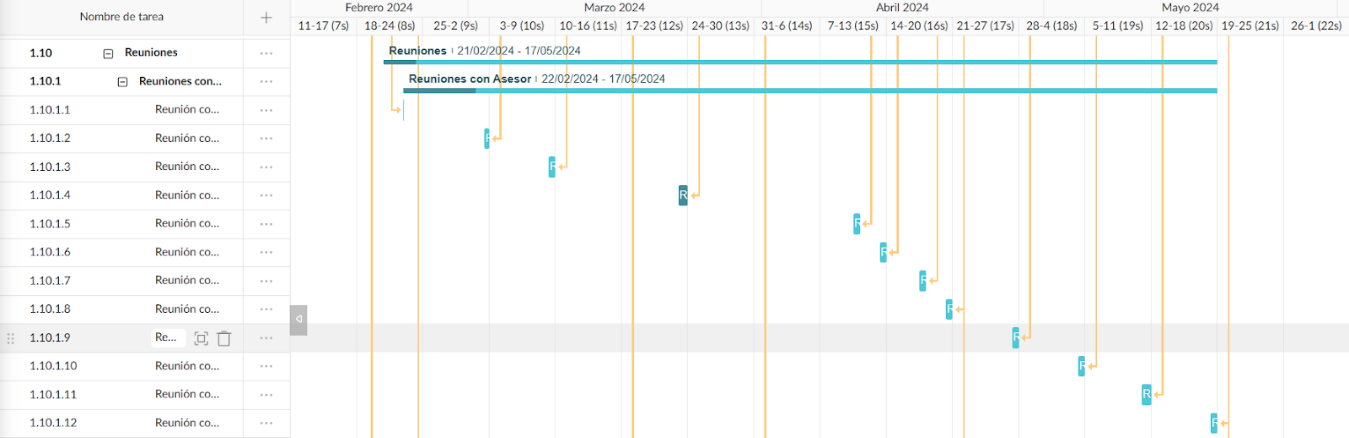 Nombre de tarea
Febrero 2024 Marzo 2024 Abril 2024 Mayo 2024
11-17 (7s) 18-24 (8s) 25-2 (9s) 3-9 (10s) 10-16 (11s) 17-23 (12s) 24-30 (13s) 31-6 (14s) 7-13 (15s) 14-20 (16s) 21-27 (17s) 28-4 (18s) 5-11 (19s) 12-18 (20s) 19-25 (21s) 26-1 (22s)
1.10 Reuniones ... Reuniones 21/02/2024 - 17/05/2024
1.10.1 Reuniones con... ... Reuniones con Asesor 22/02/2024 - 17/05/2024
1.10.1.1 Reunión co... ...
1.10.1.2 Reunión co... ... R
1.10.1.3 Reunión co... ... R
1.10.1.4 Reunión co... ... R
1.10.1.5 Reunión co... ... R
1.10.1.6 Reunión co... ... R
1.10.1.7 Reunión co... ... R
1.10.1.8 Reunión co... ... R
1.10.1.9 Re... ... R
1.10.1.10 Reunión co... ... R
1.10.1.11 Reunión co... ... R
1.10.1.12 Reunión co... ... R